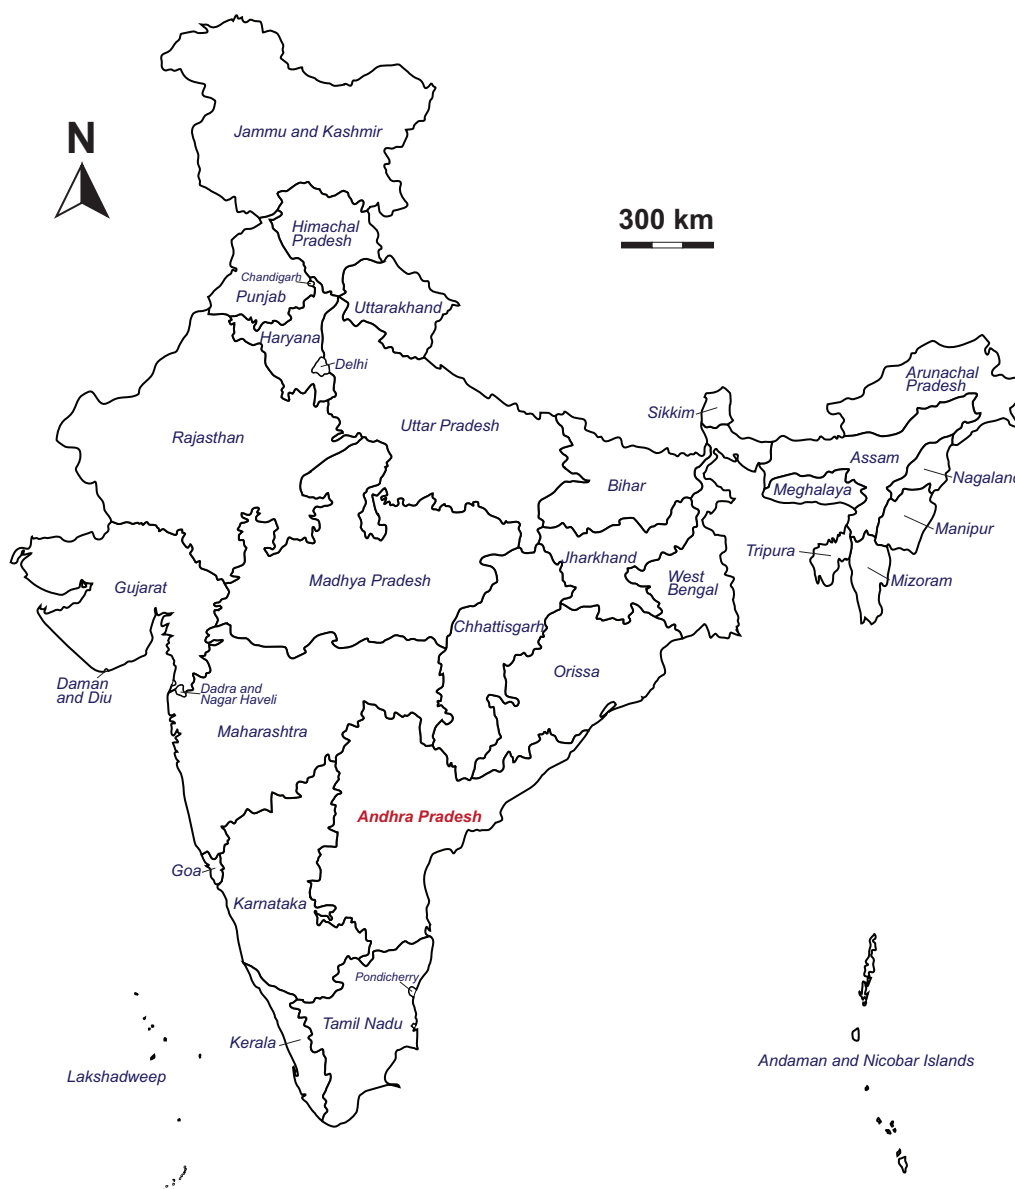 Jammu and Kashmir
N
300 km
Himachal
Pradesh
Chandigarh
Punjab
Uttarakhand
Haryana
Delhi
Arunachal
Pradesh
Sikkim
Uttar Pradesh
Rajasthan
Assam
Nagaland
Bihar
Meghalaya
Manipur
Tripura
Jharkhand
Mizoram
West
Bengal
Madhya Pradesh
Gujarat
Chhattisgarh
Orissa
Daman
and Diu
Dadra and
Nagar Haveli
Maharashtra
Andhra Pradesh
Goa
Karnataka
Pondicherry
Tamil Nadu
Kerala
Lakshadweep
Andaman and Nicobar Islands